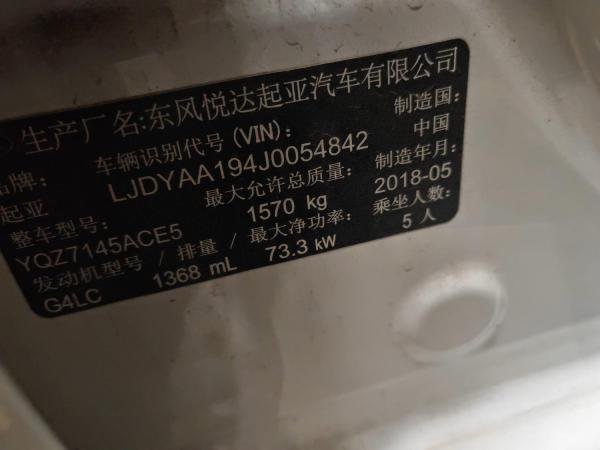 生产厂名:东风悦达起亚汽车有限公司
品牌: 车辆识别代号(VIN): 制造国:
起亚 LJDYAA194J0054842 中国
整车型号: 最大允许总质量: 制造年月:
YQZ7145ACE5 1570 kg 2018-05
发动机型号 / 排量 / 最大净功率: 乘坐人数:
G4LC 1368 mL 73.3 kW 5 人